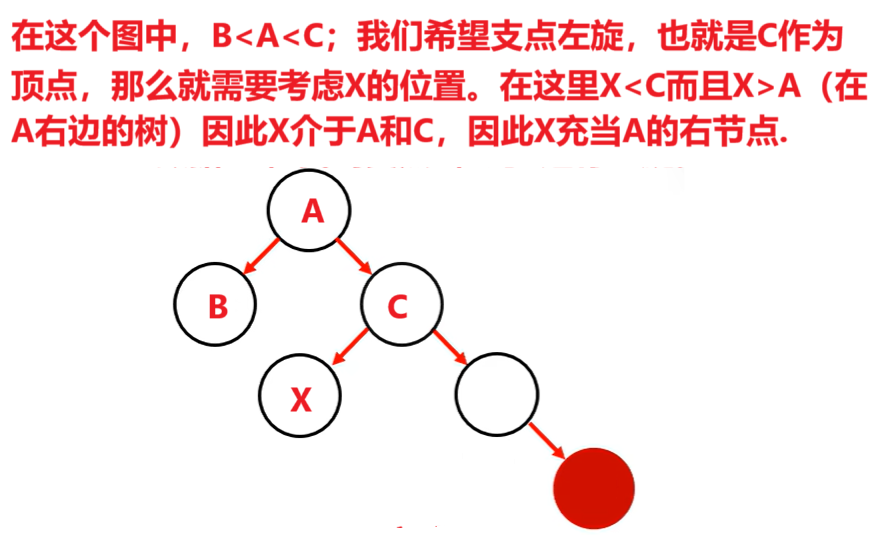 在这个图中，B<A<C；我们希望支点左旋，也就是C作为
顶点，那么就需要考虑X的位置。在这里X<C而且X>A（在
A右边的树）因此X介于A和C，因此X充当A的右节点.
A
B
C
X